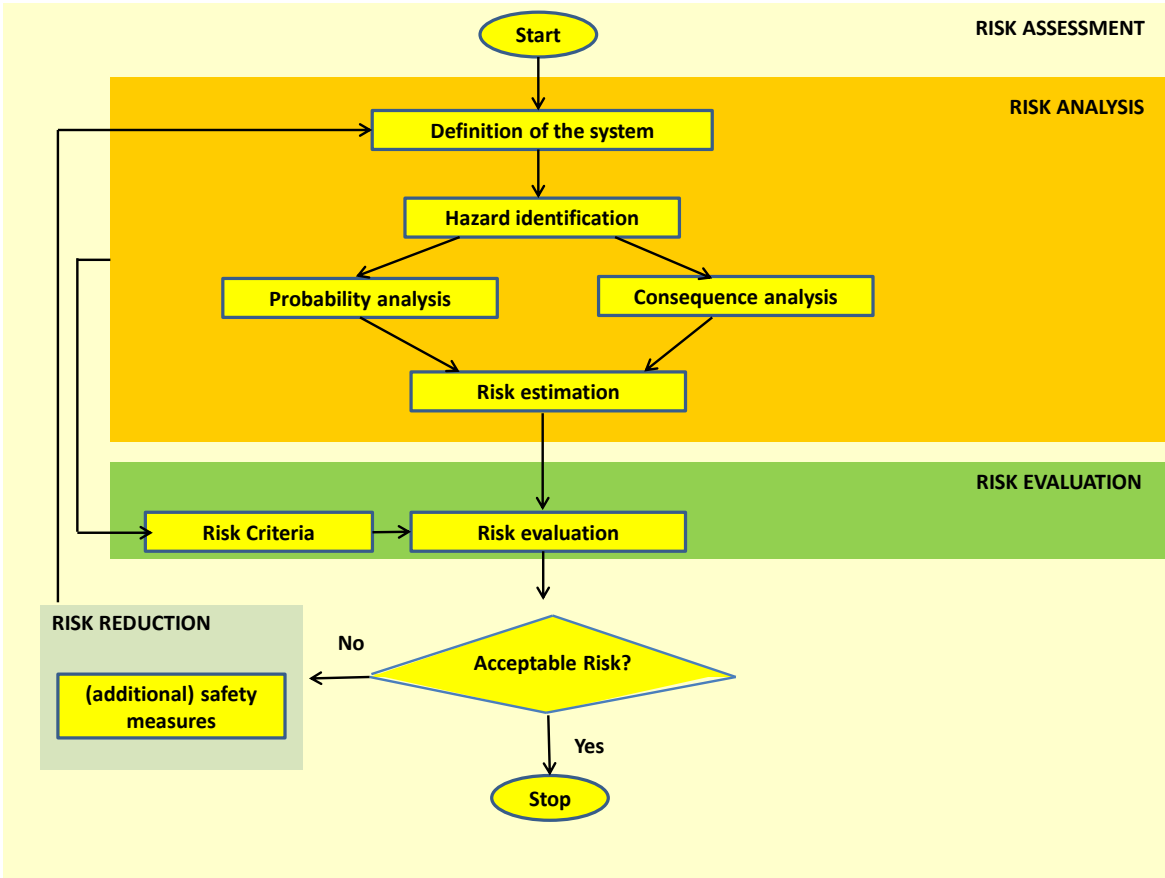 Start
RISK ASSESSMENT
RISK ANALYSIS
Definition of the system
Hazard identification
Probability analysis
Consequence analysis
Risk estimation
RISK EVALUATION
Risk Criteria
Risk evaluation
RISK REDUCTION
No
Acceptable Risk?
(additional) safety
measures
Yes
Stop